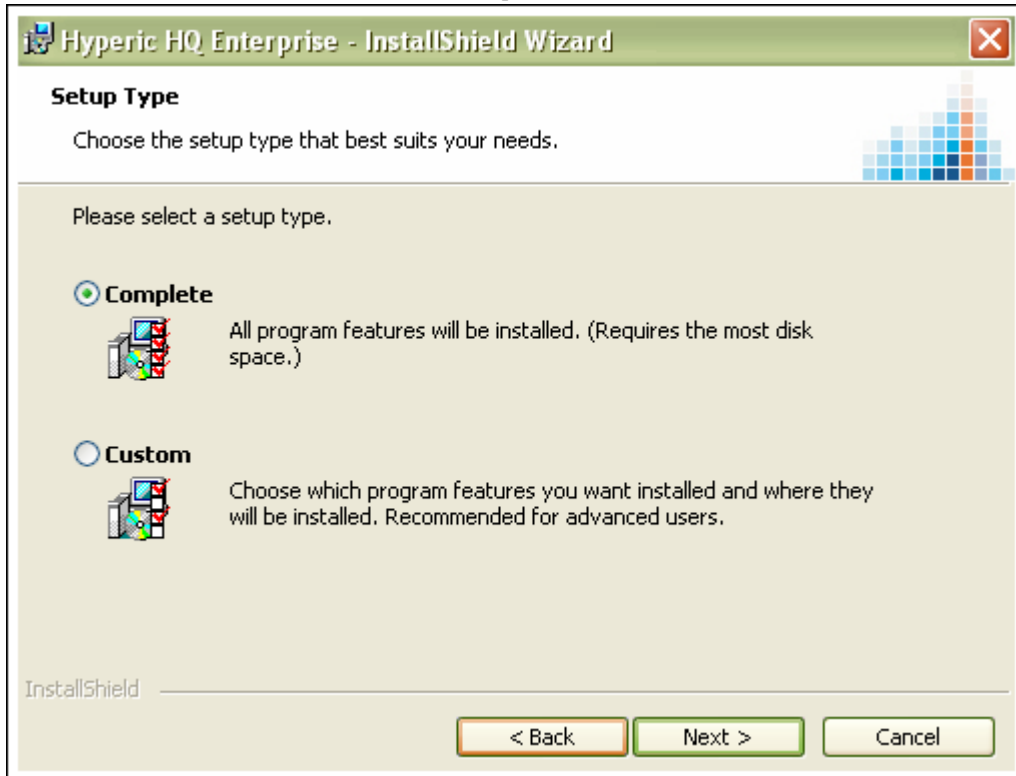 Hyperic HQ Enterprise - InstallShield Wizard
Setup Type
Choose the setup type that best suits your needs.
Please select a setup type.
Complete
All program features will be installed. (Requires the most disk
space.)
Custom
Choose which program features you want installed and where they
will be installed. Recommended for advanced users.
InstallShield
< Back
Next >
Cancel